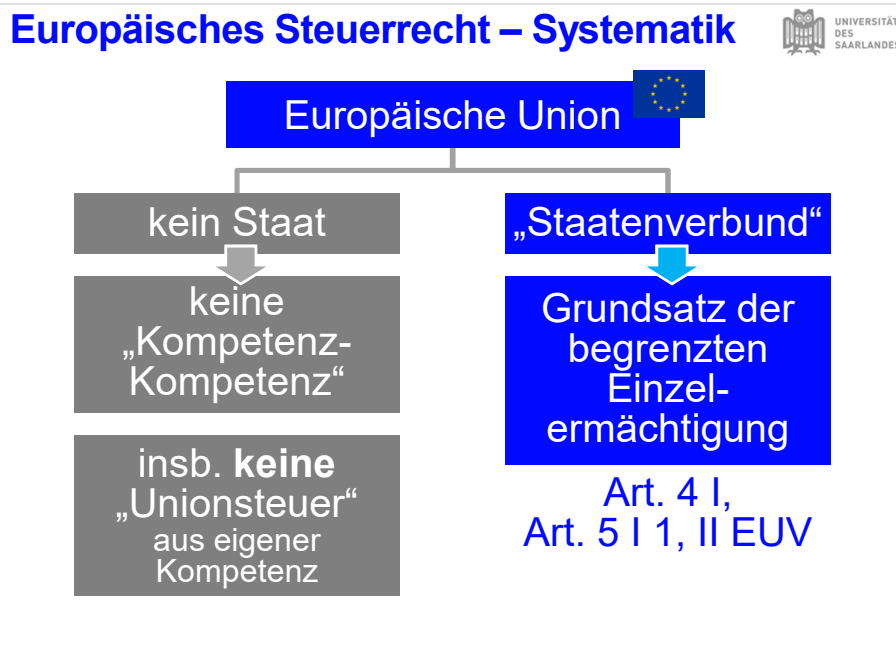 Europäisches Steuerrecht – Systematik
UNIVERSITÄT
DES
SAARLANDES
Europäische Union
kein Staat
keine
„Kompetenz-
Kompetenz“
insb. keine
„Unionsteuer“
aus eigener
Kompetenz
„Staatenverbund“
Grundsatz der
begrenzten
Einzel-
ermächtigung
Art. 4 I,
Art. 5 I 1, II EUV